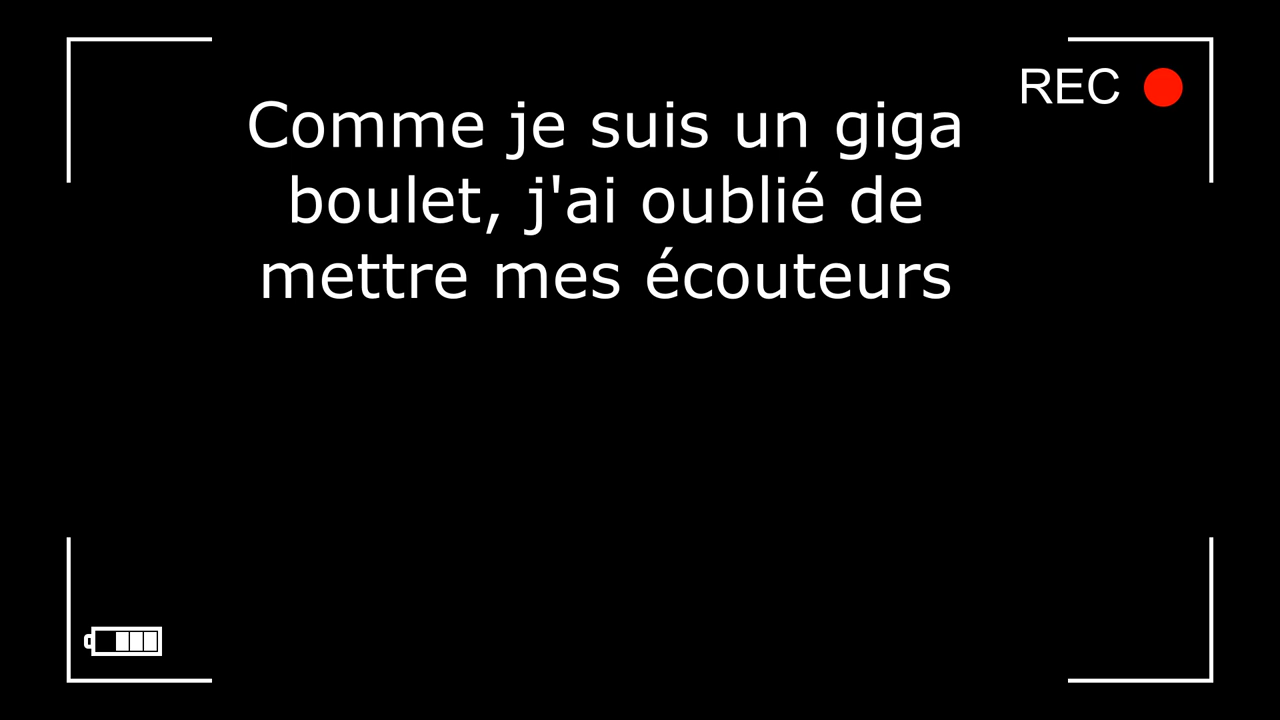 REC
Comme je suis un giga
boulet, j'ai oublié de
mettre mes écouteurs